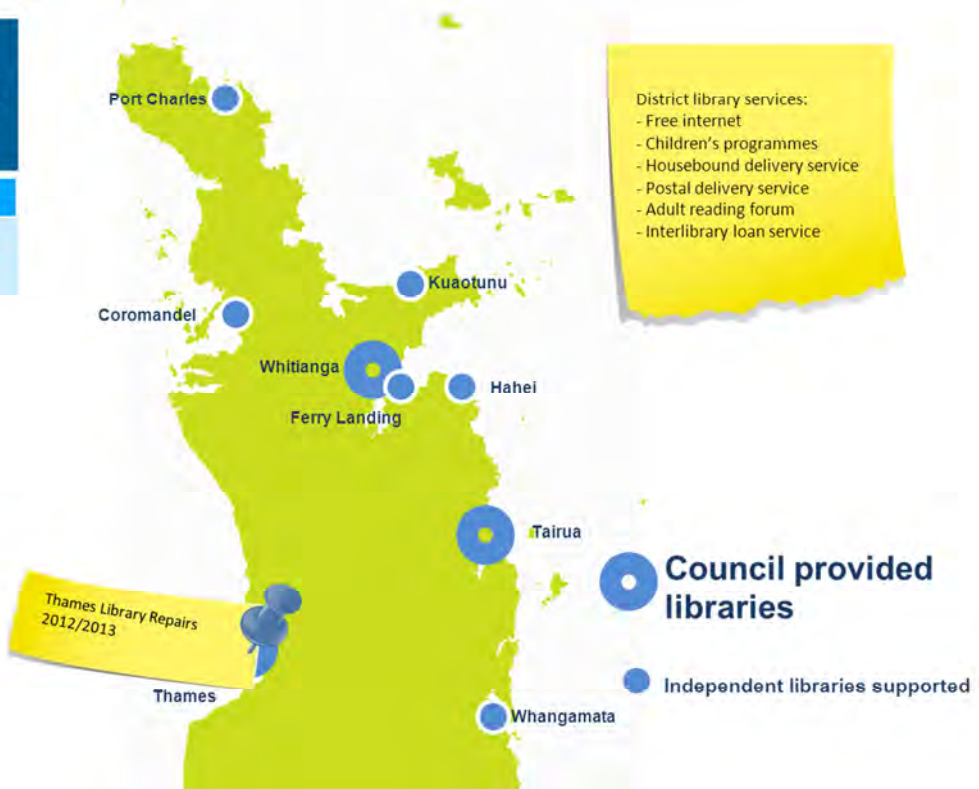 Port Charles
District library services:
- Free internet
- Children's programmes
- Housebound delivery service
- Postal delivery service
- Adult reading forum
- Interlibrary loan service
Kuaotunu
Coromandel
Whitianga
Hahei
Ferry Landing
Tairua
Council provided
libraries
Thames Library Repairs
2012/2013
Independent libraries supported
Thames
Whangamata